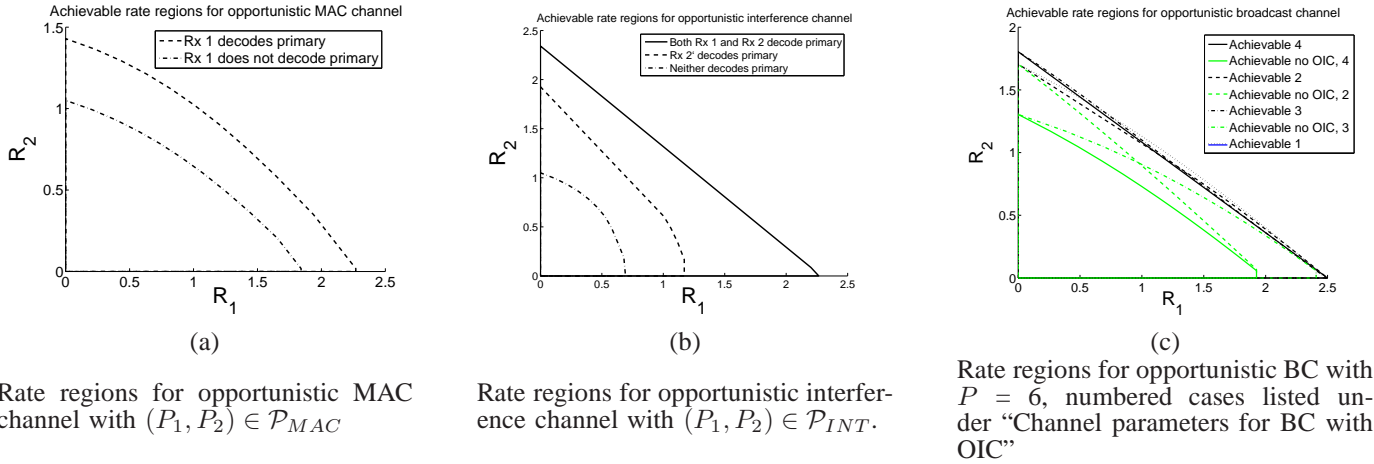 Achievable rate regions for opportunistic MAC channel
1.5
1
0.5
0
R2
Rx 1 decodes primary
Rx 1 does not decode primary
0 0.5 1 1.5 2 2.5
R1
(a)
Rate regions for opportunistic MAC
channel with (P1, P2) ∈ PMAC
Achievable rate regions for opportunistic interference channel
2.5
2
1.5
1
0.5
0
R2
Both Rx 1 and Rx 2 decode primary
Rx 2' decodes primary
Neither decodes primary
0 0.5 1 1.5 2 2.5
R1
(b)
Rate regions for opportunistic interfer-
ence channel with (P1, P2) ∈ PINT.
Achievable rate regions for opportunistic broadcast channel
2
1.5
1
0.5
0
R2
Achievable 4
Achievable no OIC, 4
Achievable 2
Achievable no OIC, 2
Achievable 3
Achievable no OIC, 3
Achievable 1
0 0.5 1 1.5 2 2.5
R1
(c)
Rate regions for opportunistic BC with
P = 6, numbered cases listed un-
der “Channel parameters for BC with
OIC”